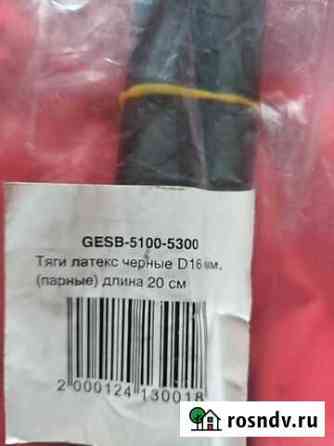 GESB-5100-5300
Тяги латекс черные D16 мм.
(парные) длина 20 см
2 000124 130018
rosndv.ru